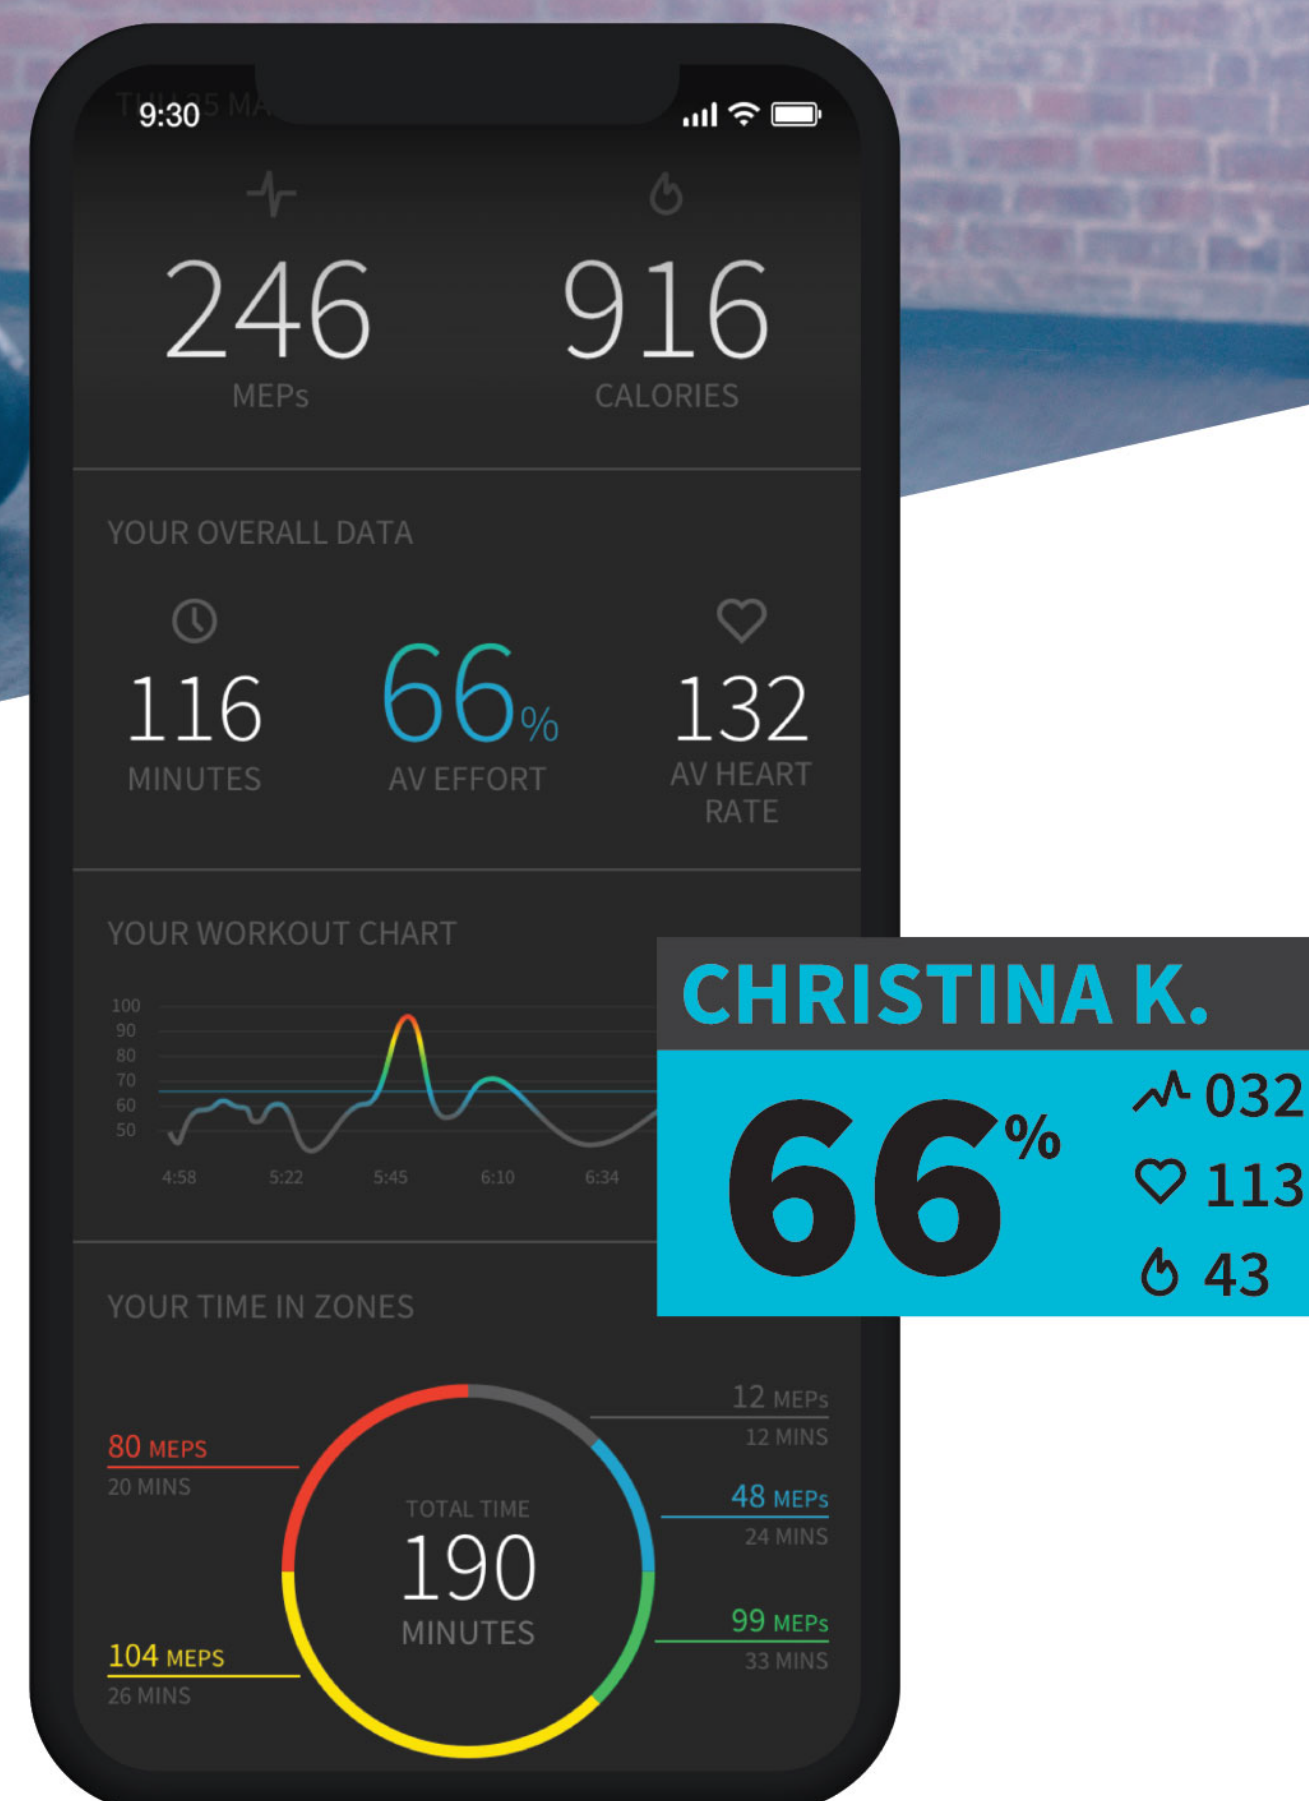 THU 25 MA
9:30
246 916
MEPs CALORIES
YOUR OVERALL DATA
116 66% 132
MINUTES AV EFFORT AV HEART
RATE
YOUR WORKOUT CHART
100
90
80
70
60
50
4:58 5:22 5:45 6:10 6:34
CHRISTINA K.
66% 032
113
43
YOUR TIME IN ZONES
12 MEPs
12 MINS
80 MEPS
20 MINS
48 MEPs
24 MINS
TOTAL TIME
190
MINUTES
99 MEPs
33 MINS
104 MEPS
26 MINS